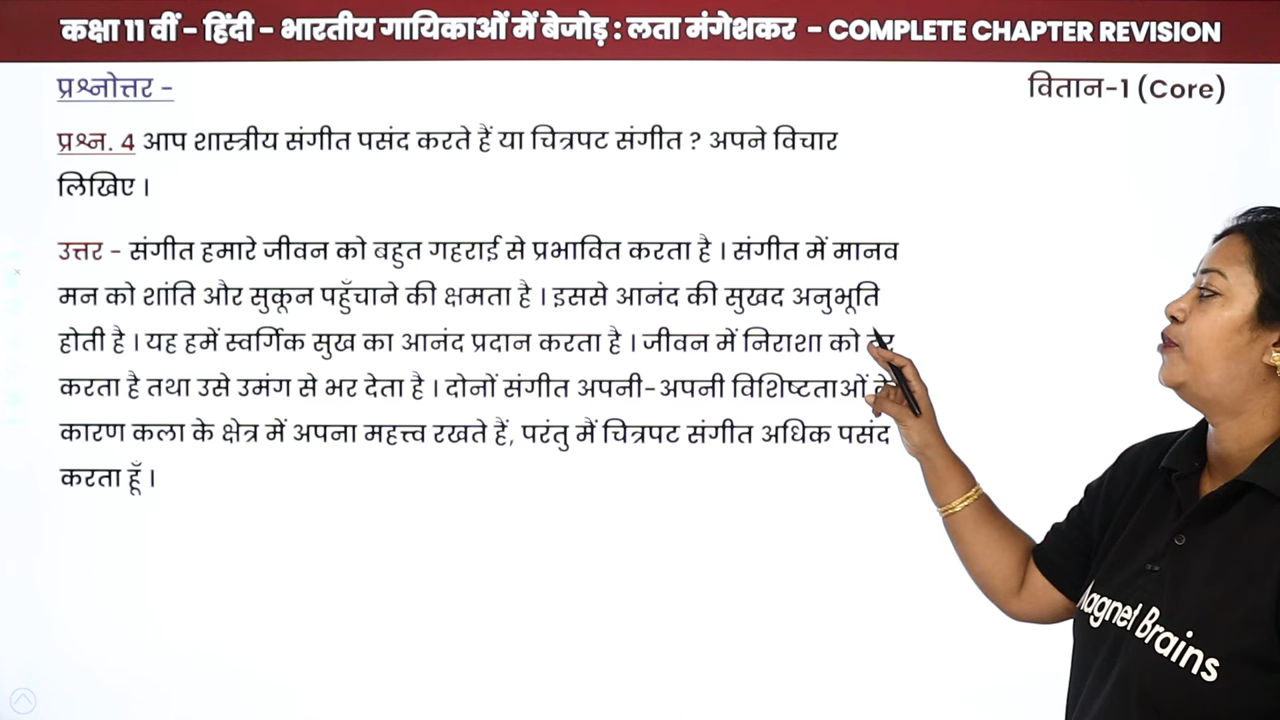 कक्षा 11 वीं - हिंदी - भारतीय गायिकाओं में बेजोड़ : लता मंगेशकर - COMPLETE CHAPTER REVISION
प्रश्नोत्तर -
वितान-1 (Core)
प्रश्न. 4 आप शास्त्रीय संगीत पसंद करते हैं या चित्रपट संगीत ? अपने विचार
लिखिए ।
उत्तर - संगीत हमारे जीवन को बहुत गहराई से प्रभावित करता है । संगीत में मानव
मन को शांति और सुकून पहुँचाने की क्षमता है । इससे आनंद की सुखद अनुभूति
होती है । यह हमें स्वर्गिक सुख का आनंद प्रदान करता है । जीवन में निराशा को
करता है तथा उसे उमंग से भर देता है । दोनों संगीत अपनी-अपनी विशिष्टताओं
कारण कला के क्षेत्र में अपना महत्त्व रखते हैं, परंतु मैं चित्रपट संगीत अधिक पसंद
करता हूँ ।
Magnet Brains